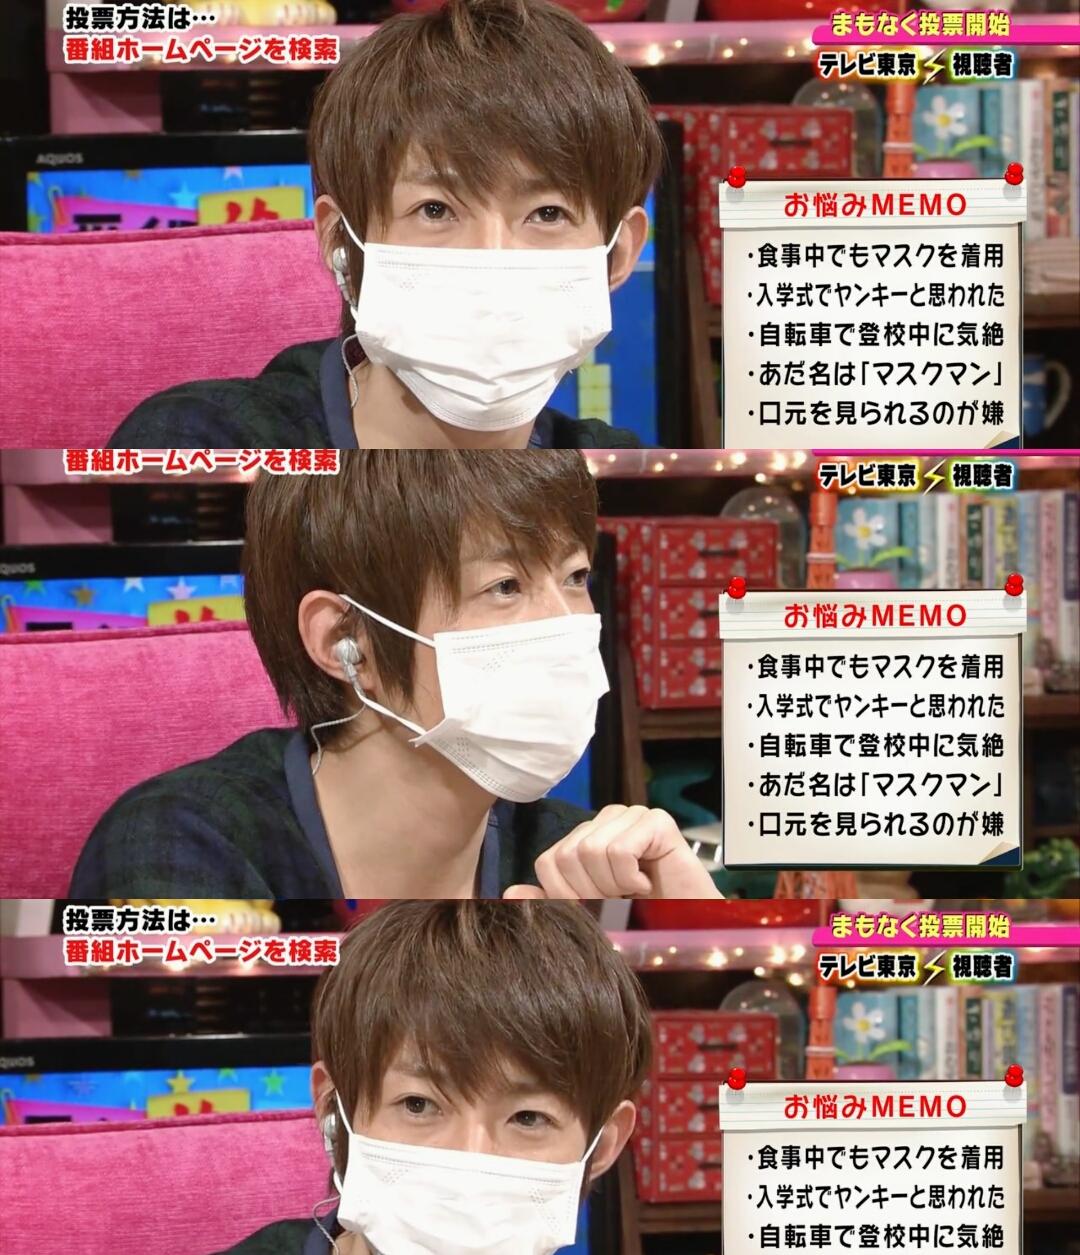 投票方法は…
番組ホームページを検索
まもなく投票開始
テレビ東京
視聴者
AQUOS
お悩みMEMO
・食事中でもマスクを着用
・入学式でヤンキーと思われた
・自転車で登校中に気絶
・あだ名は「マスクマン」
・口元を見られるのが嫌
番組ホームページを検索
テレビ東京
視聴者
お悩みMEMO
・食事中でもマスクを着用
・入学式でヤンキーと思われた
・自転車で登校中に気絶
・あだ名は「マスクマン」
・口元を見られるのが嫌
投票方法は…
番組ホームページを検索
まもなく投票開始
テレビ東京
視聴者
お悩みMEMO
・食事中でもマスクを着用
・入学式でヤンキーと思われた
・自転車で登校中に気絶